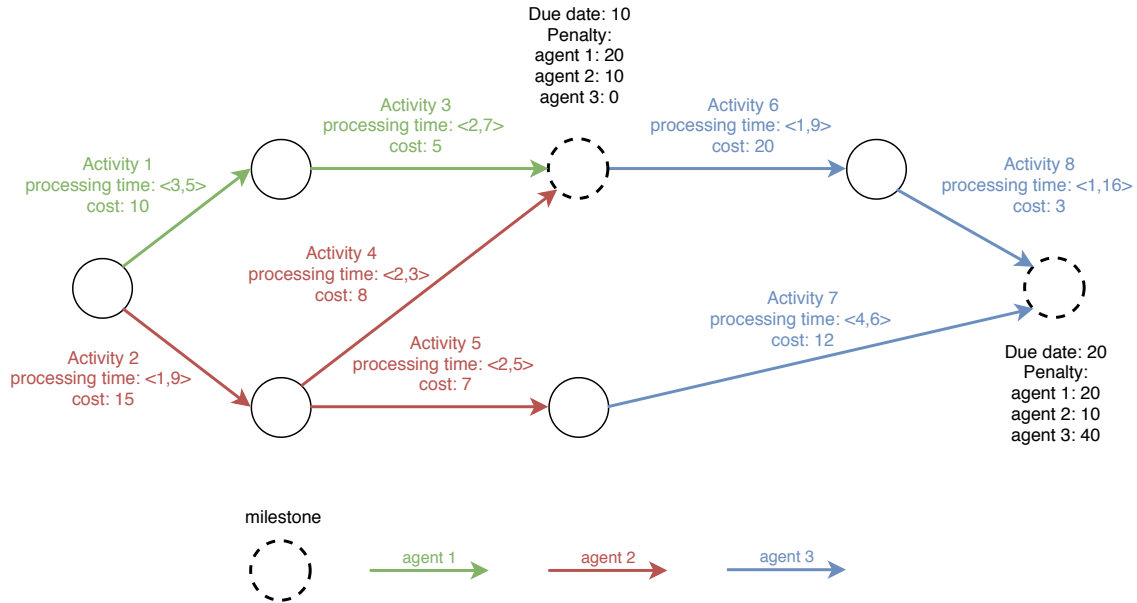 Due date: 10
Penalty:
agent 1: 20
agent 2: 10
agent 3: 0
Activity 3
processing time: <2,7>
cost: 5
Activity 6
processing time: <1,9>
cost: 20
Activity 1
processing time: <3,5>
cost: 10
Activity 8
processing time: <1,16>
cost: 3
Activity 4
processing time: <2,3>
cost: 8
Activity 7
processing time: <4,6>
cost: 12
Activity 2
processing time: <1,9>
cost: 15
Activity 5
processing time: <2,5>
cost: 7
Due date: 20
Penalty:
agent 1: 20
agent 2: 10
agent 3: 40
milestone
agent 1
agent 2
agent 3